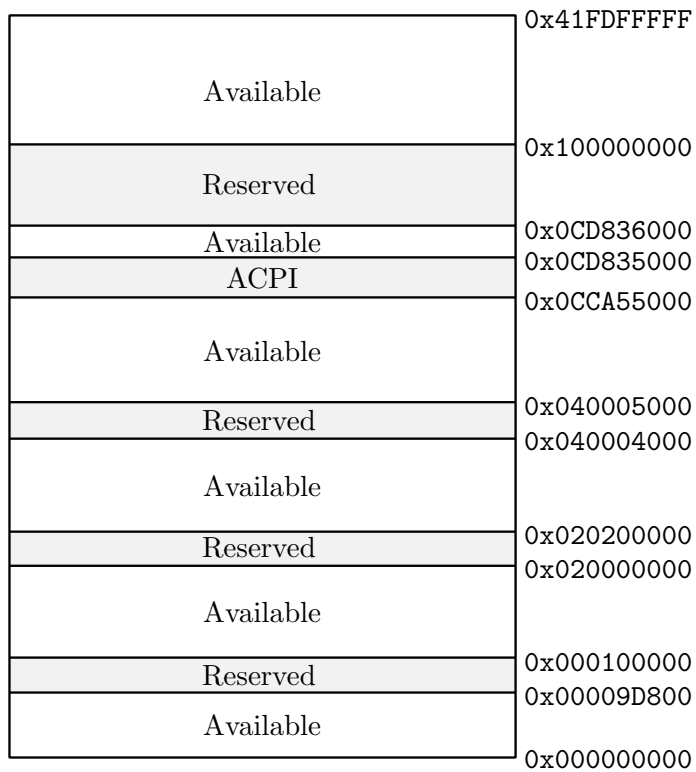 0x41FDFFFFF
Available
0x100000000
Reserved
0x0CD836000
Available
0x0CD835000
ACPI
0x0CCA55000
Available
0x040005000
Reserved
0x040004000
Available
0x020200000
Reserved
0x020000000
Available
0x000100000
Reserved
0x00009D800
Available
0x000000000